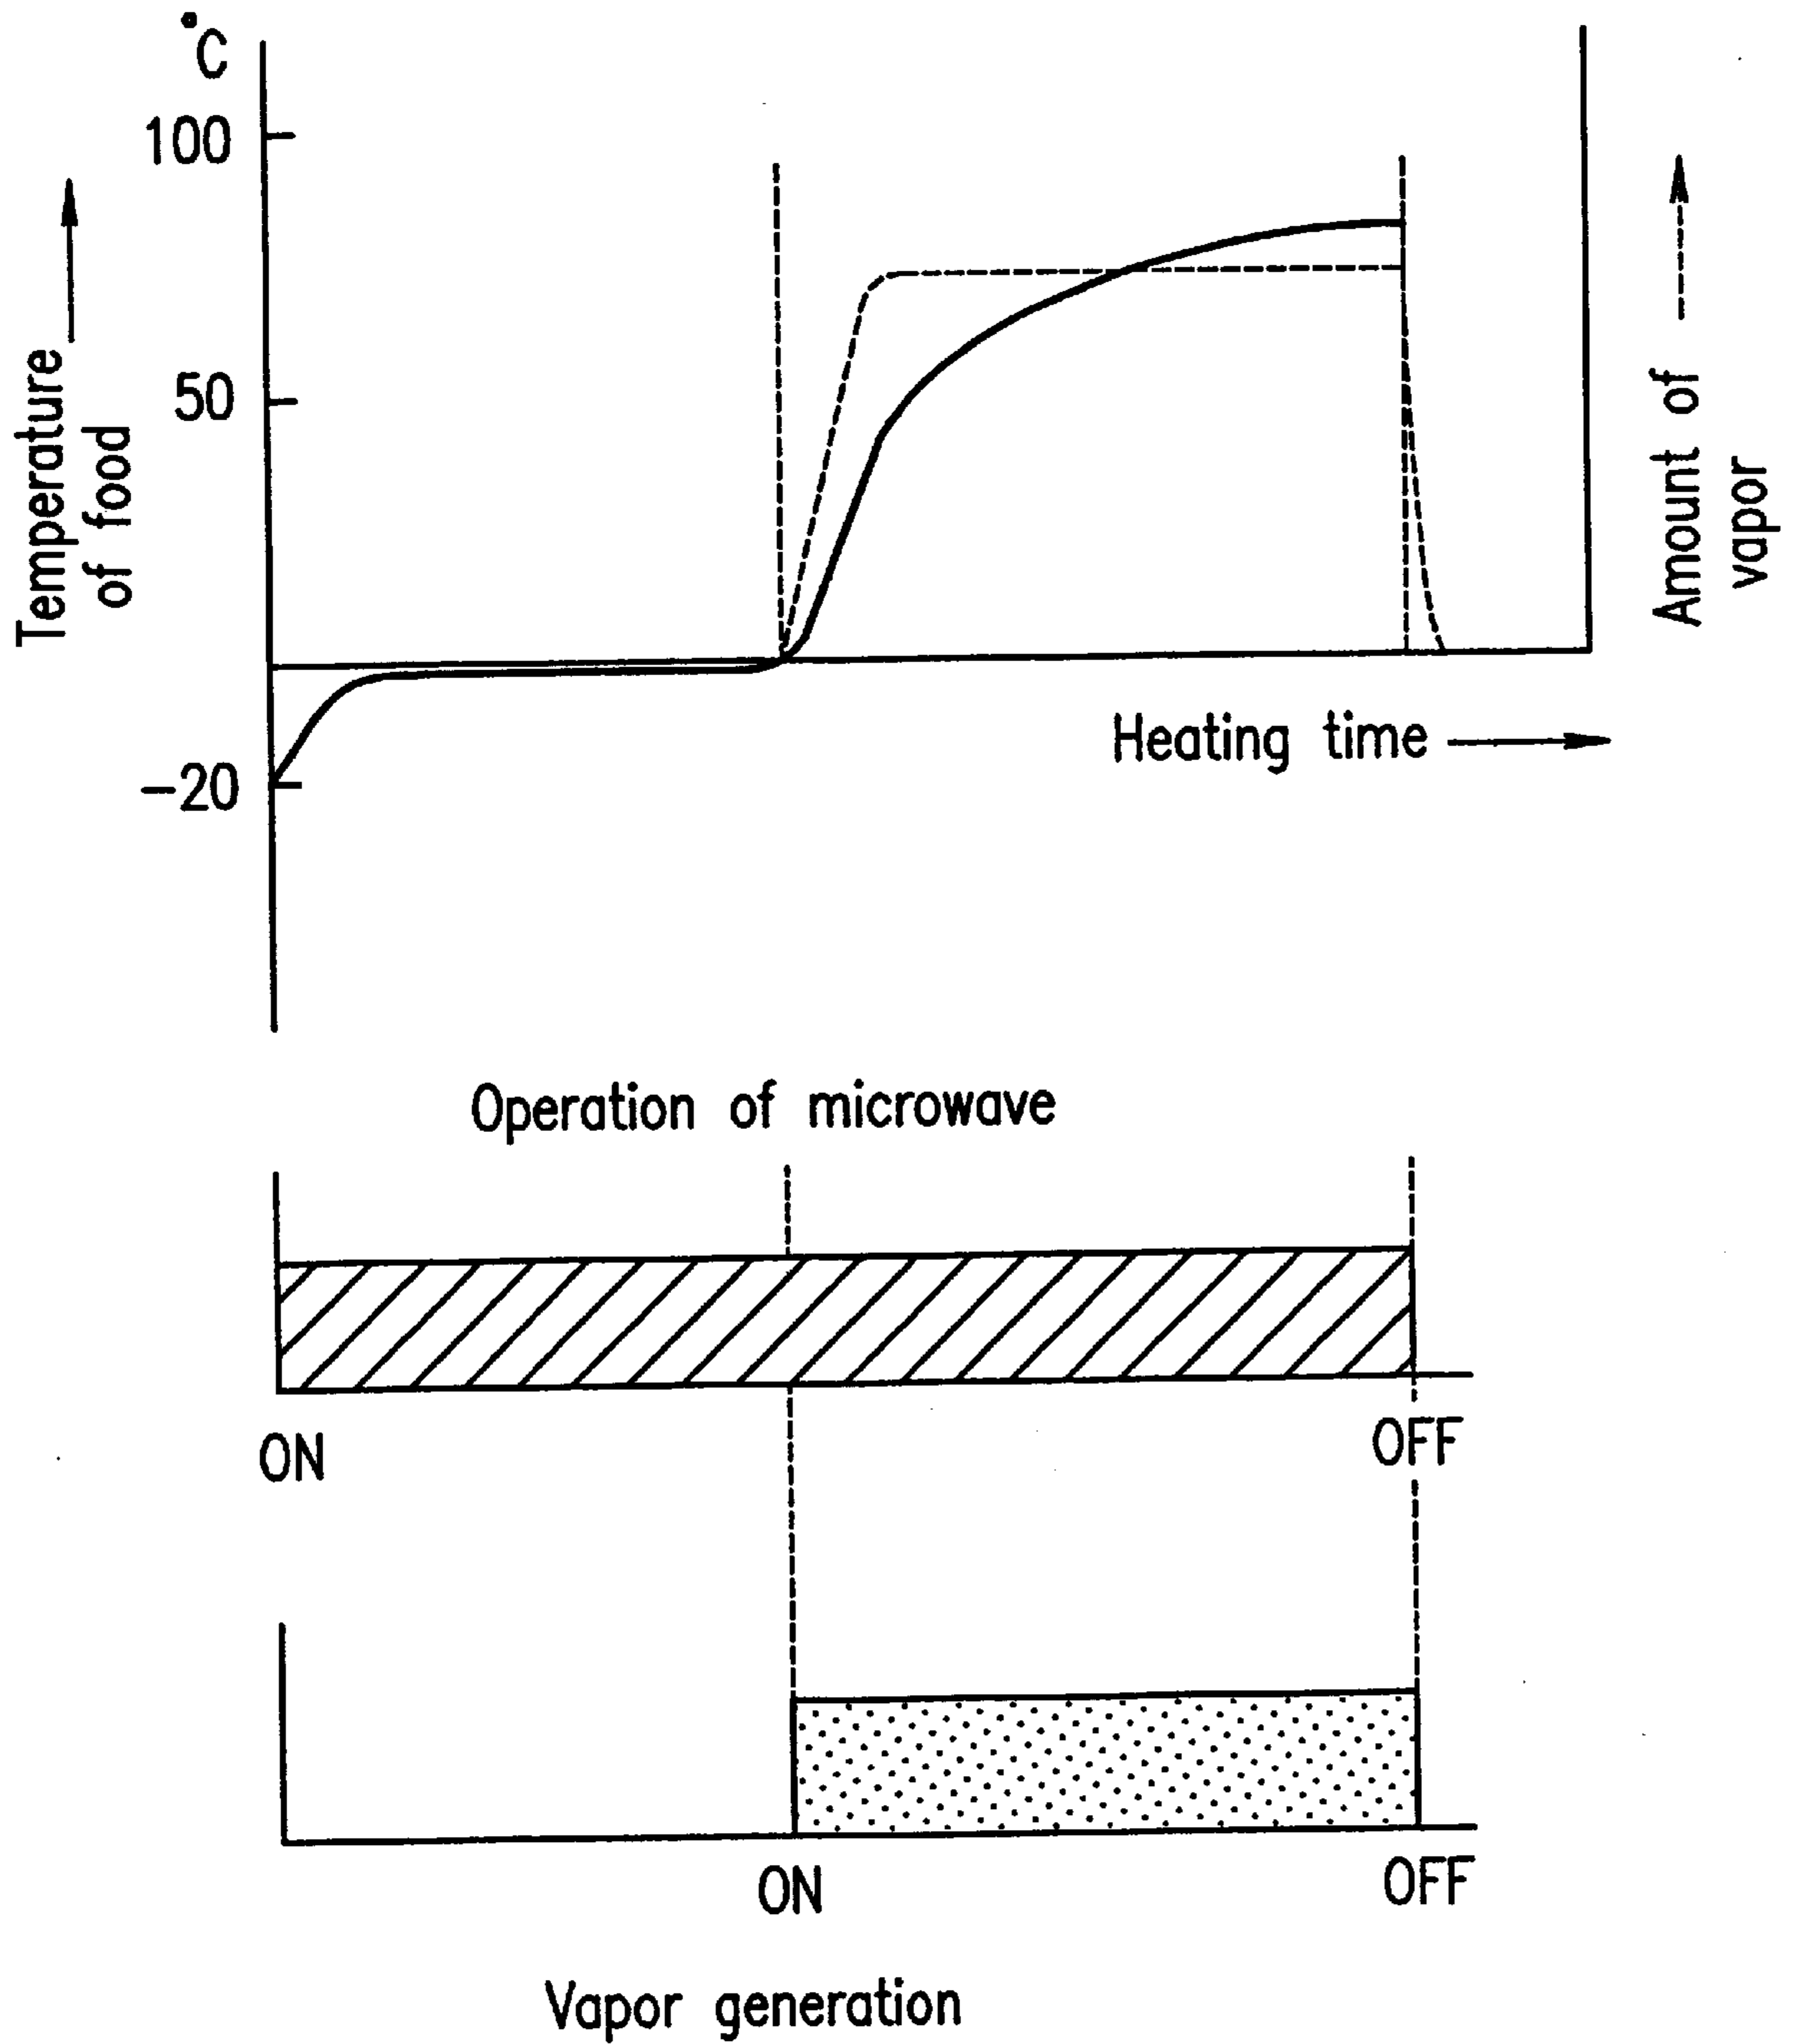 °C
100
50
-20
Temperature
of food
Amount of
vapor
Heating time
Operation of microwave
ON
OFF
ON
OFF
Vapor generation